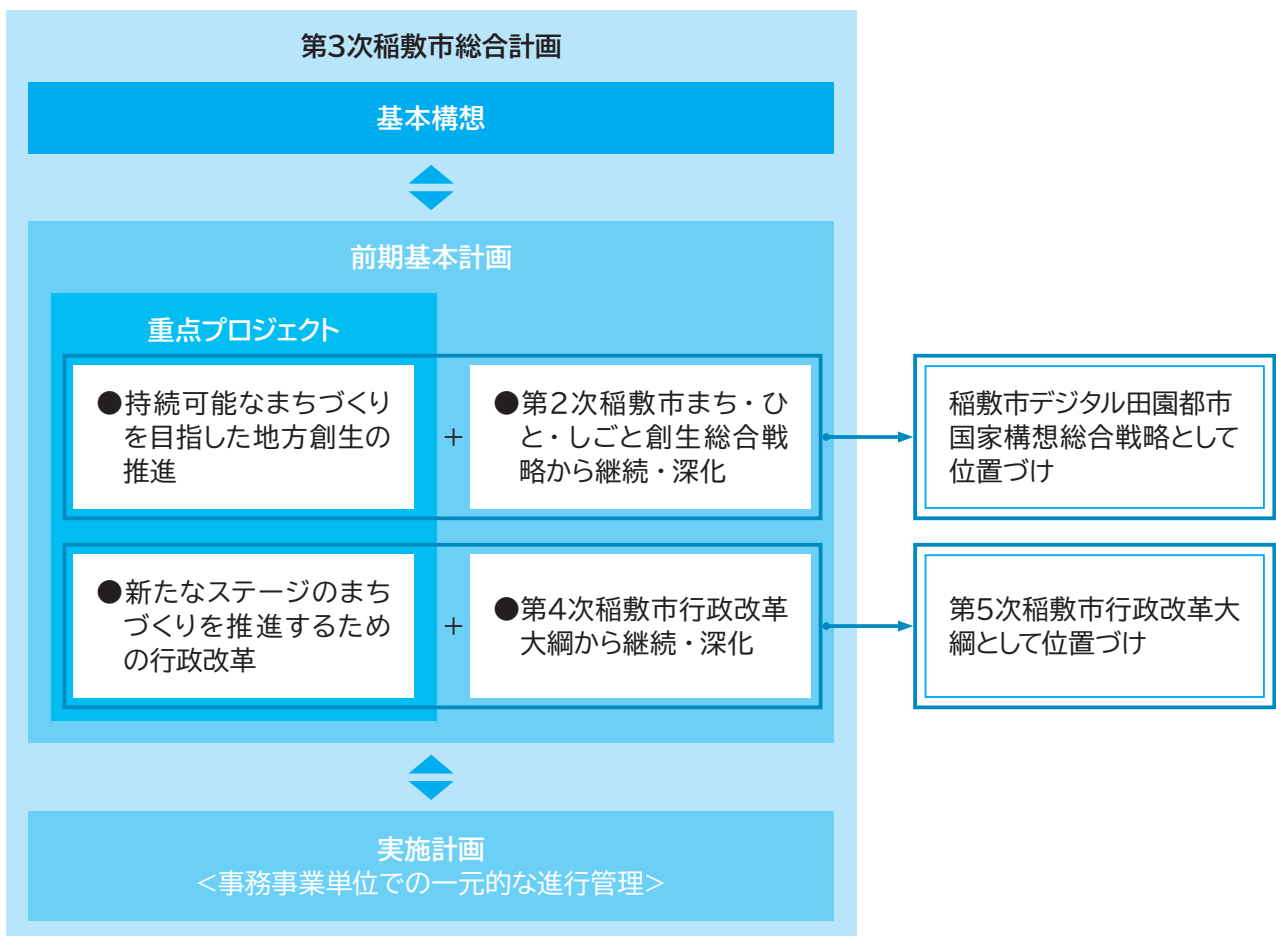 第3次稲敷市総合計画
基本構想
前期基本計画
重点プロジェクト
●持続可能なまちづくり
を目指した地方創生の
推進
+
●第2次稲敷市まち・ひ
と・しごと創生総合戦
略から継続・深化
稲敷市デジタル田園都市
国家構想総合戦略として
位置づけ
●新たなステージのまち
づくりを推進するため
の行政改革
+
●第4次稲敷市行政改革
大綱から継続・深化
第5次稲敷市行政改革大
綱として位置づけ
実施計画
<事務事業単位での一元的な進行管理>